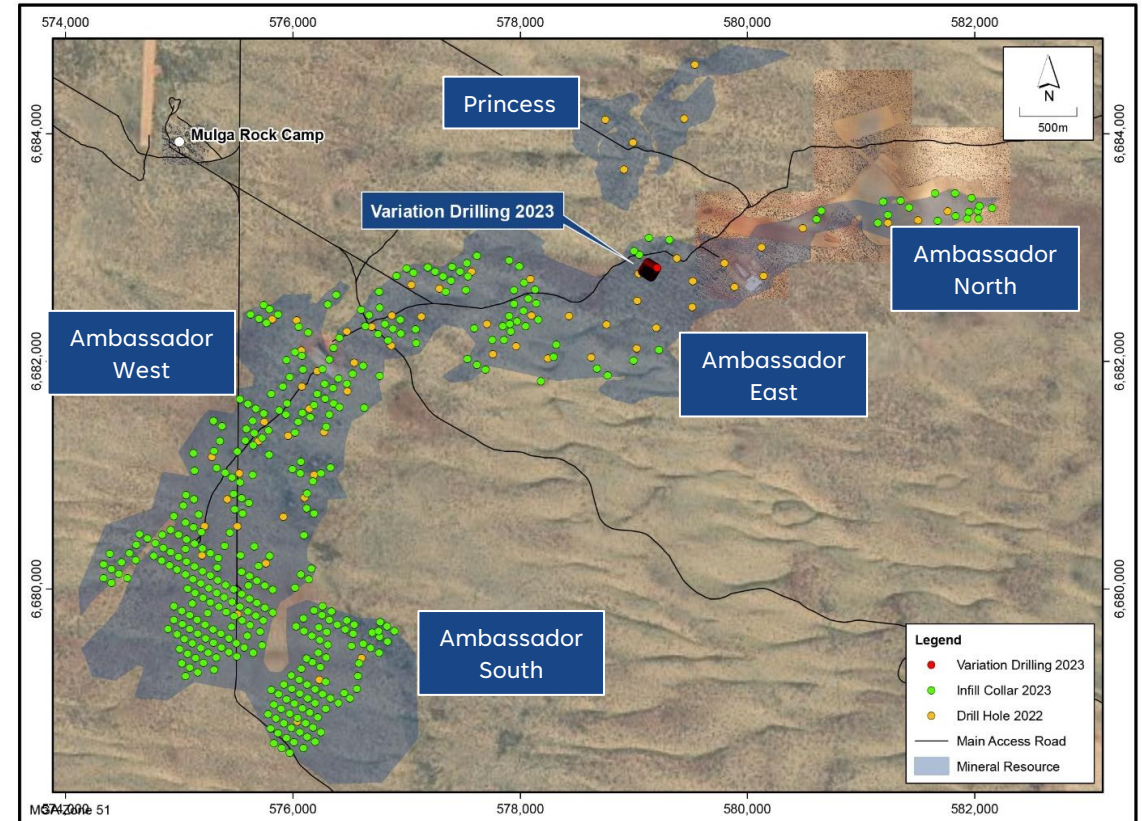 574,000
576,000
578,000
580,000
582,000
N
500m
Princess
6,684,000
6,684,000
Mulga Rock Camp
Variation Drilling 2023
Ambassador
North
Ambassador
West
6,682,000
6,682,000
Ambassador
East
6,680,000
6,680,000
Ambassador
South
Legend
Variation Drilling 2023
Infill Collar 2023
Drill Hole 2022
Main Access Road
Mineral Resource
574,000
576,000
578,000
580,000
582,000